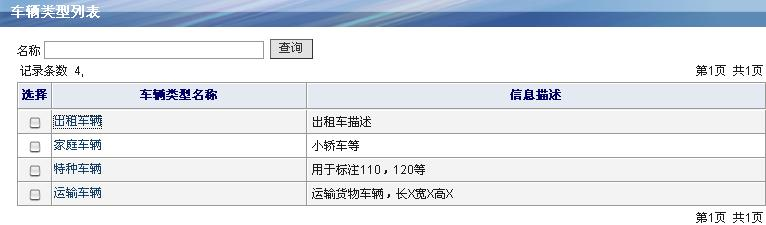 车辆类型列表
名称 查询
记录条数 4, 第1页 共1页
选择 车辆类型名称 信息描述
出租车辆 出租车描述
家庭车辆 小轿车等
特种车辆 用于标注110，120等
运输车辆 运输货物车辆，长X宽X高X
第1页 共1页